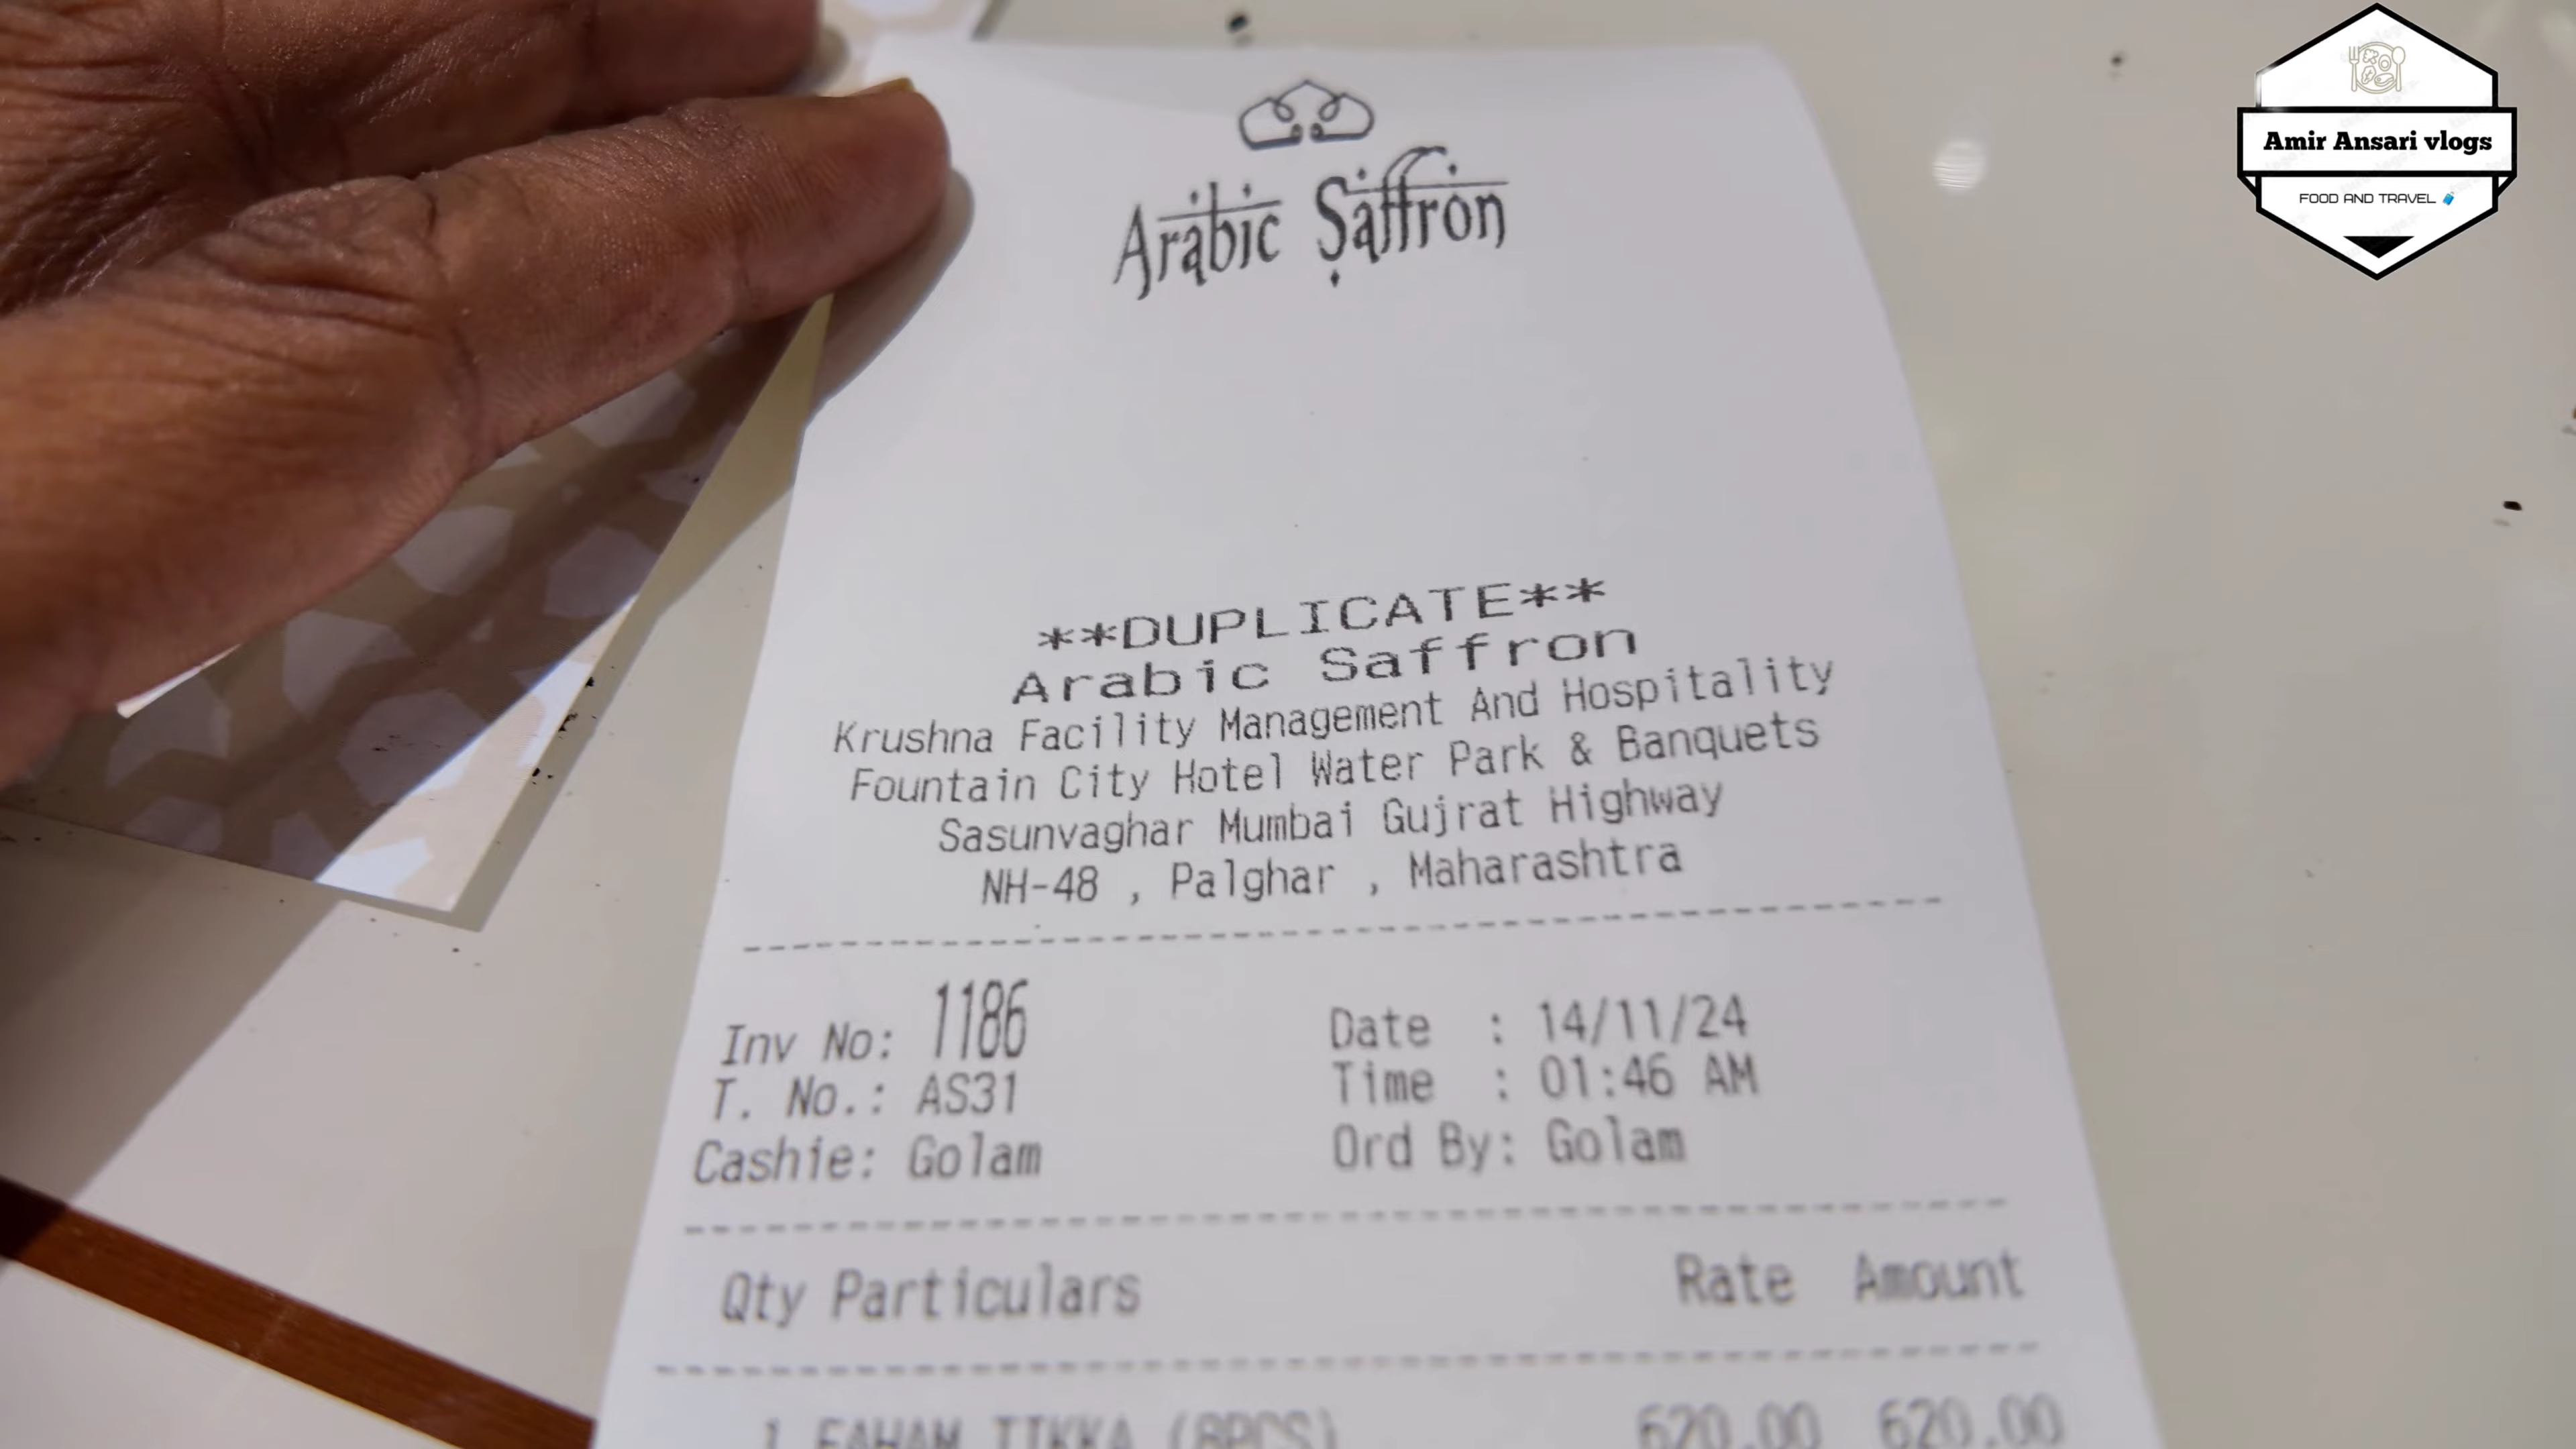 Amir Ansari vlogs
FOOD AND TRAVEL
Arabic Saffron
**DUPLICATE**
Arabic Saffron
Krushna Facility Management And Hospitality
Fountain City Hotel Water Park & Banquets
Sasunvaghar Mumbai Gujrat Highway
NH-48 , Palghar , Maharashtra
Inv No: 1186 Date : 14/11/24
T. No.: AS31 Time : 01:46 AM
Cashie: Golam Ord By: Golam
Qty Particulars Rate Amount
1 FAHAM TIKKA (8PCS) 620.00 620.00